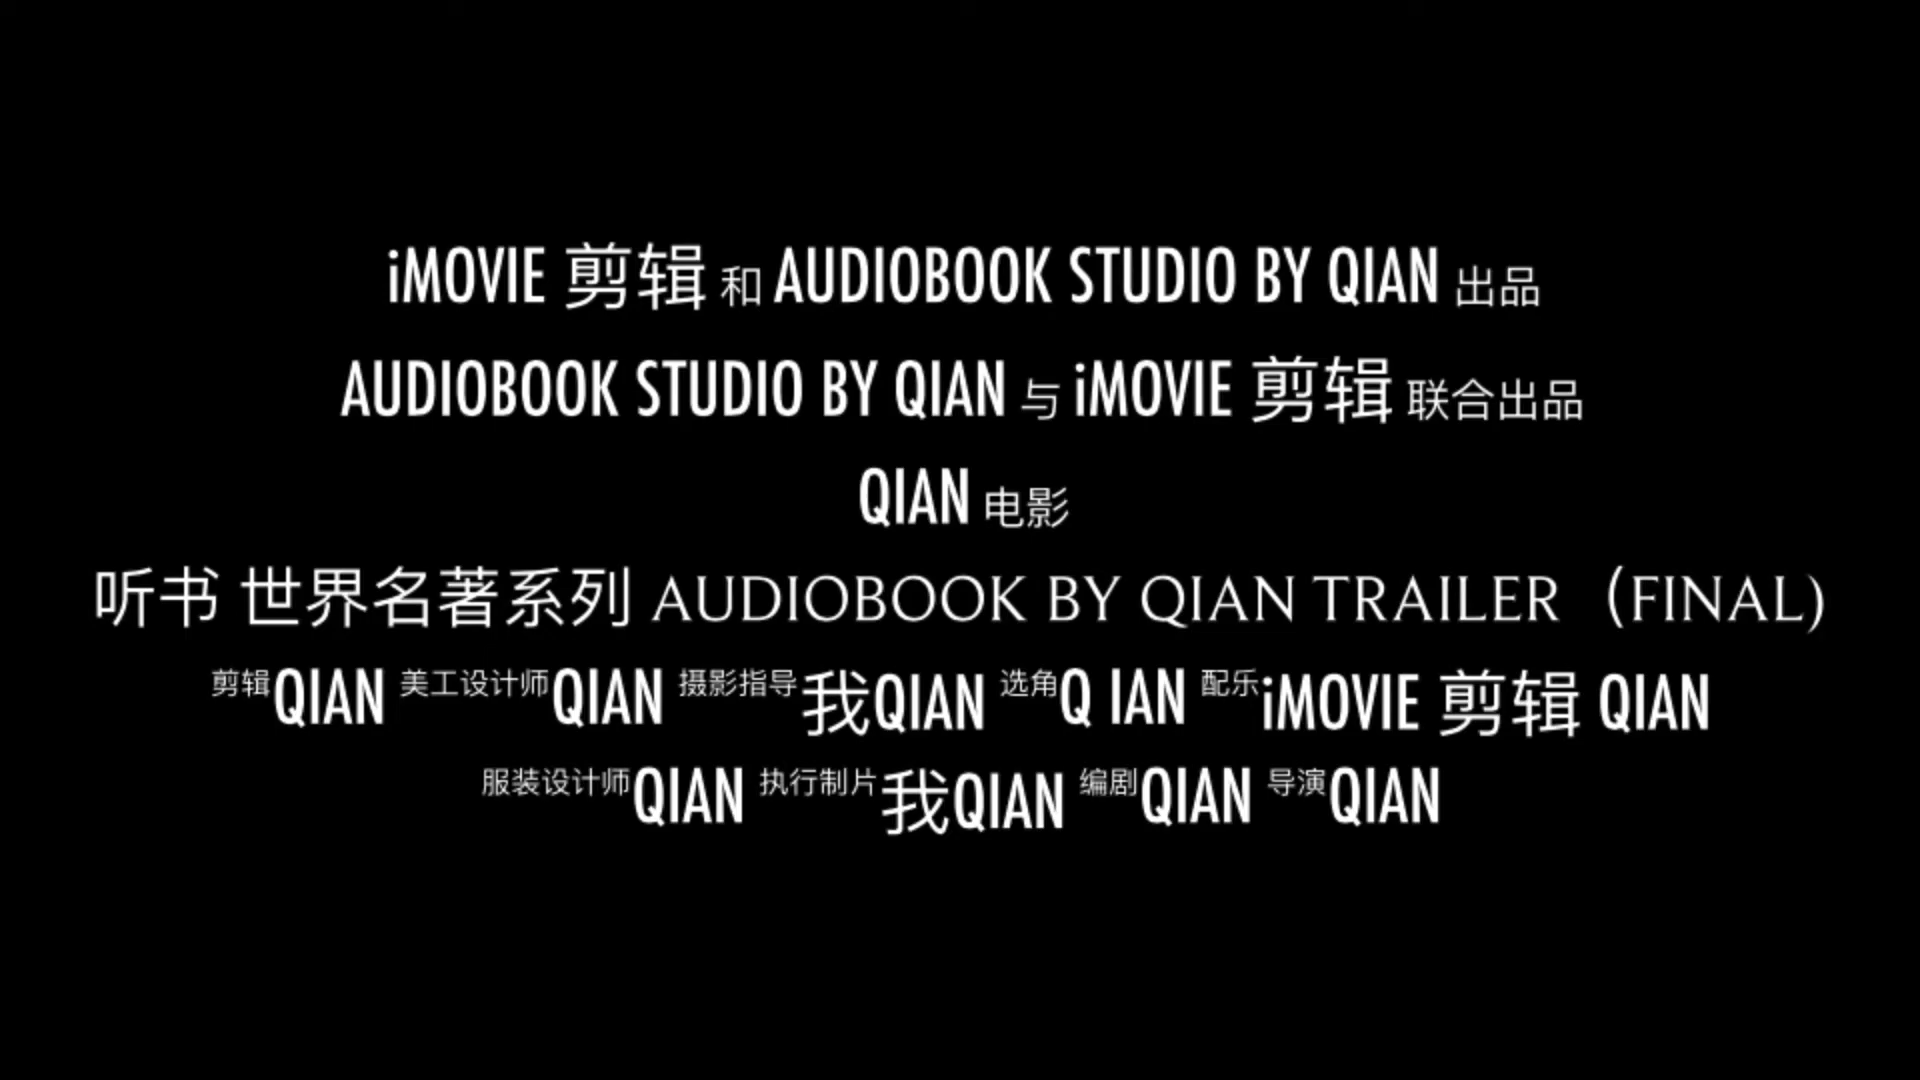 iMOVIE 剪辑 和 AUDIOBOOK STUDIO BY QIAN 出品
AUDIOBOOK STUDIO BY QIAN 与 iMOVIE 剪辑 联合出品
QIAN 电影
听书 世界名著系列 AUDIOBOOK BY QIAN TRAILER（FINAL)
剪辑QIAN 美工设计师QIAN 摄影指导我QIAN 选角Q IAN 配乐iMOVIE 剪辑 QIAN
服装设计师QIAN 执行制片我QIAN 编剧QIAN 导演QIAN